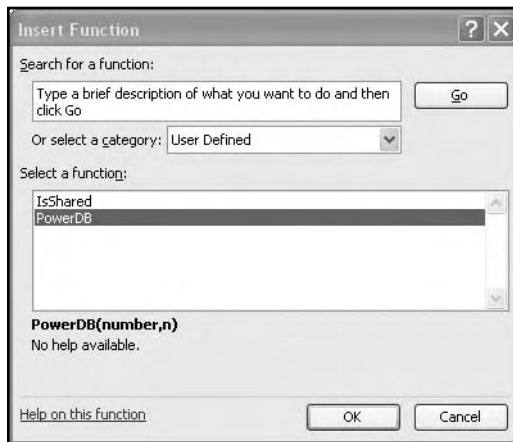 Insert Function
Search for a function:
Type a brief description of what you want to do and then
click Go
Go
Or select a category: User Defined
Select a function:
IsShared
PowerDB
PowerDB(number,n)
No help available.
Help on this function
OK
Cancel